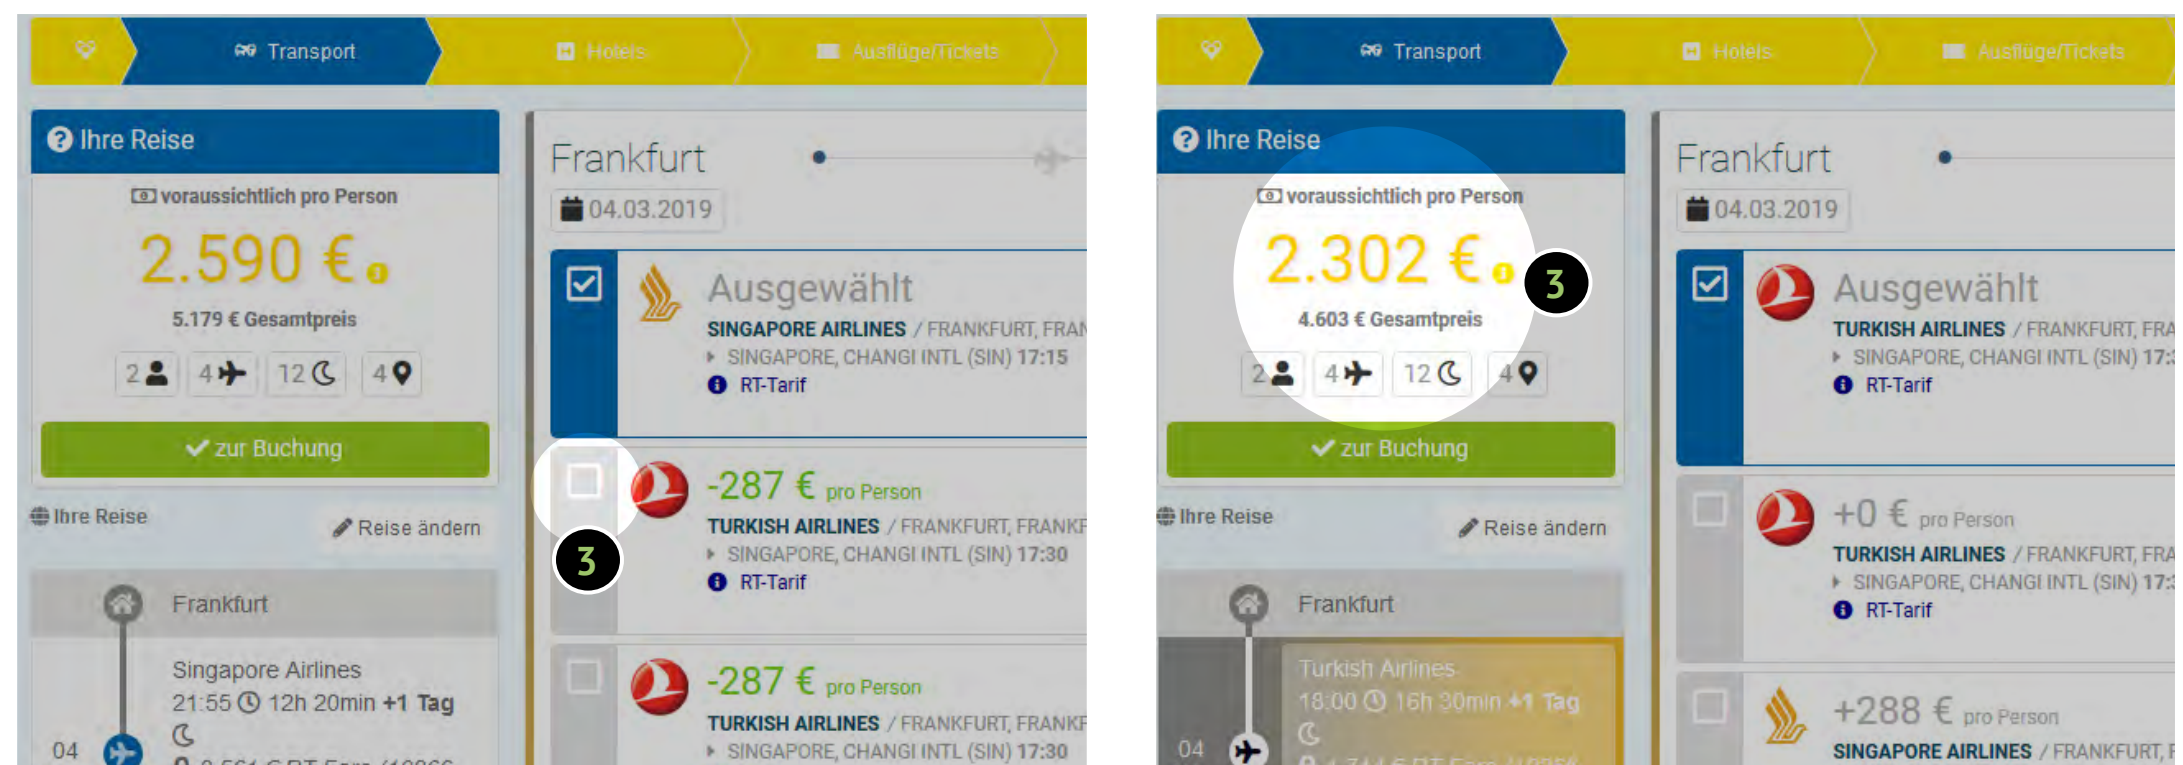 Transport
Hotels
Ausflüge/Tickets
Ihre Reise
voraussichtlich pro Person
2.590 €
5.179 € Gesamtpreis
2 4 12 4
zur Buchung
Ihre Reise
Reise ändern
Frankfurt
Singapore Airlines
21:55 12h 20min +1 Tag
04
Frankfurt
04.03.2019
Ausgewählt
SINGAPORE AIRLINES / FRANKFURT, FRAN
SINGAPORE, CHANGI INTL (SIN) 17:15
RT-Tarif
-287 € pro Person
TURKISH AIRLINES / FRANKFURT, FRANKF
SINGAPORE, CHANGI INTL (SIN) 17:30
RT-Tarif
3
-287 € pro Person
TURKISH AIRLINES / FRANKFURT, FRANKF
SINGAPORE, CHANGI INTL (SIN) 17:30
Transport
Hotels
Ausflüge/Tickets
Ihre Reise
voraussichtlich pro Person
2.302 €
3
4.603 € Gesamtpreis
2 4 12 4
zur Buchung
Ihre Reise
Reise ändern
Frankfurt
Turkish Airlines
18:00 16h 30min +1 Tag
04
Frankfurt
04.03.2019
Ausgewählt
TURKISH AIRLINES / FRANKFURT, FRA
SINGAPORE, CHANGI INTL (SIN) 17:3
RT-Tarif
+0 € pro Person
TURKISH AIRLINES / FRANKFURT, FRA
SINGAPORE, CHANGI INTL (SIN) 17:3
RT-Tarif
+288 € pro Person
SINGAPORE AIRLINES / FRANKFURT, F